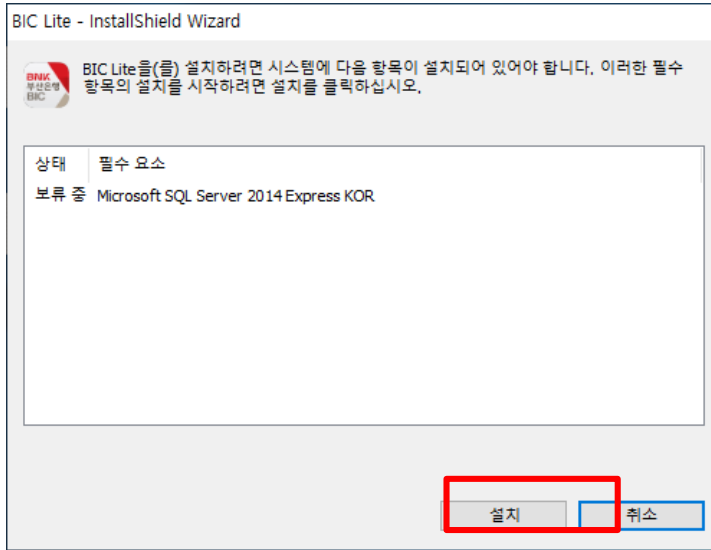 BIC Lite - InstallShield Wizard
BNK
부산은행
BIC
BIC Lite을(를) 설치하려면 시스템에 다음 항목이 설치되어 있어야 합니다. 이러한 필수
항목의 설치를 시작하려면 설치를 클릭하십시오.
상태 필수 요소
보류 중 Microsoft SQL Server 2014 Express KOR
설치 취소